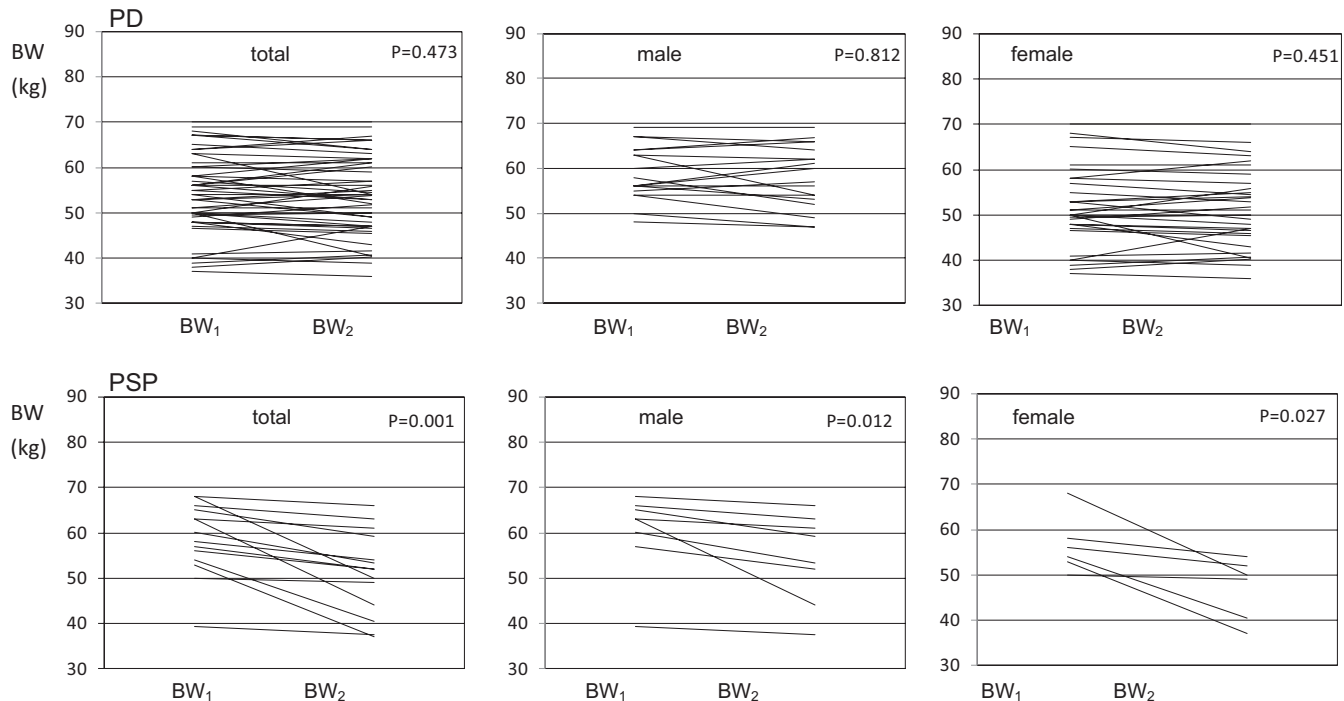 PD
BW
(kg)
90
80
70
60
50
40
30
total
P=0.473
BW₁
BW₂
90
80
70
60
50
40
30
male
P=0.812
BW₁
BW₂
90
80
70
60
50
40
30
female
P=0.451
BW₁
BW₂
PSP
BW
(kg)
90
80
70
60
50
40
30
total
P=0.001
BW₁
BW₂
90
80
70
60
50
40
30
male
P=0.012
BW₁
BW₂
90
80
70
60
50
40
30
female
P=0.027
BW₁
BW₂